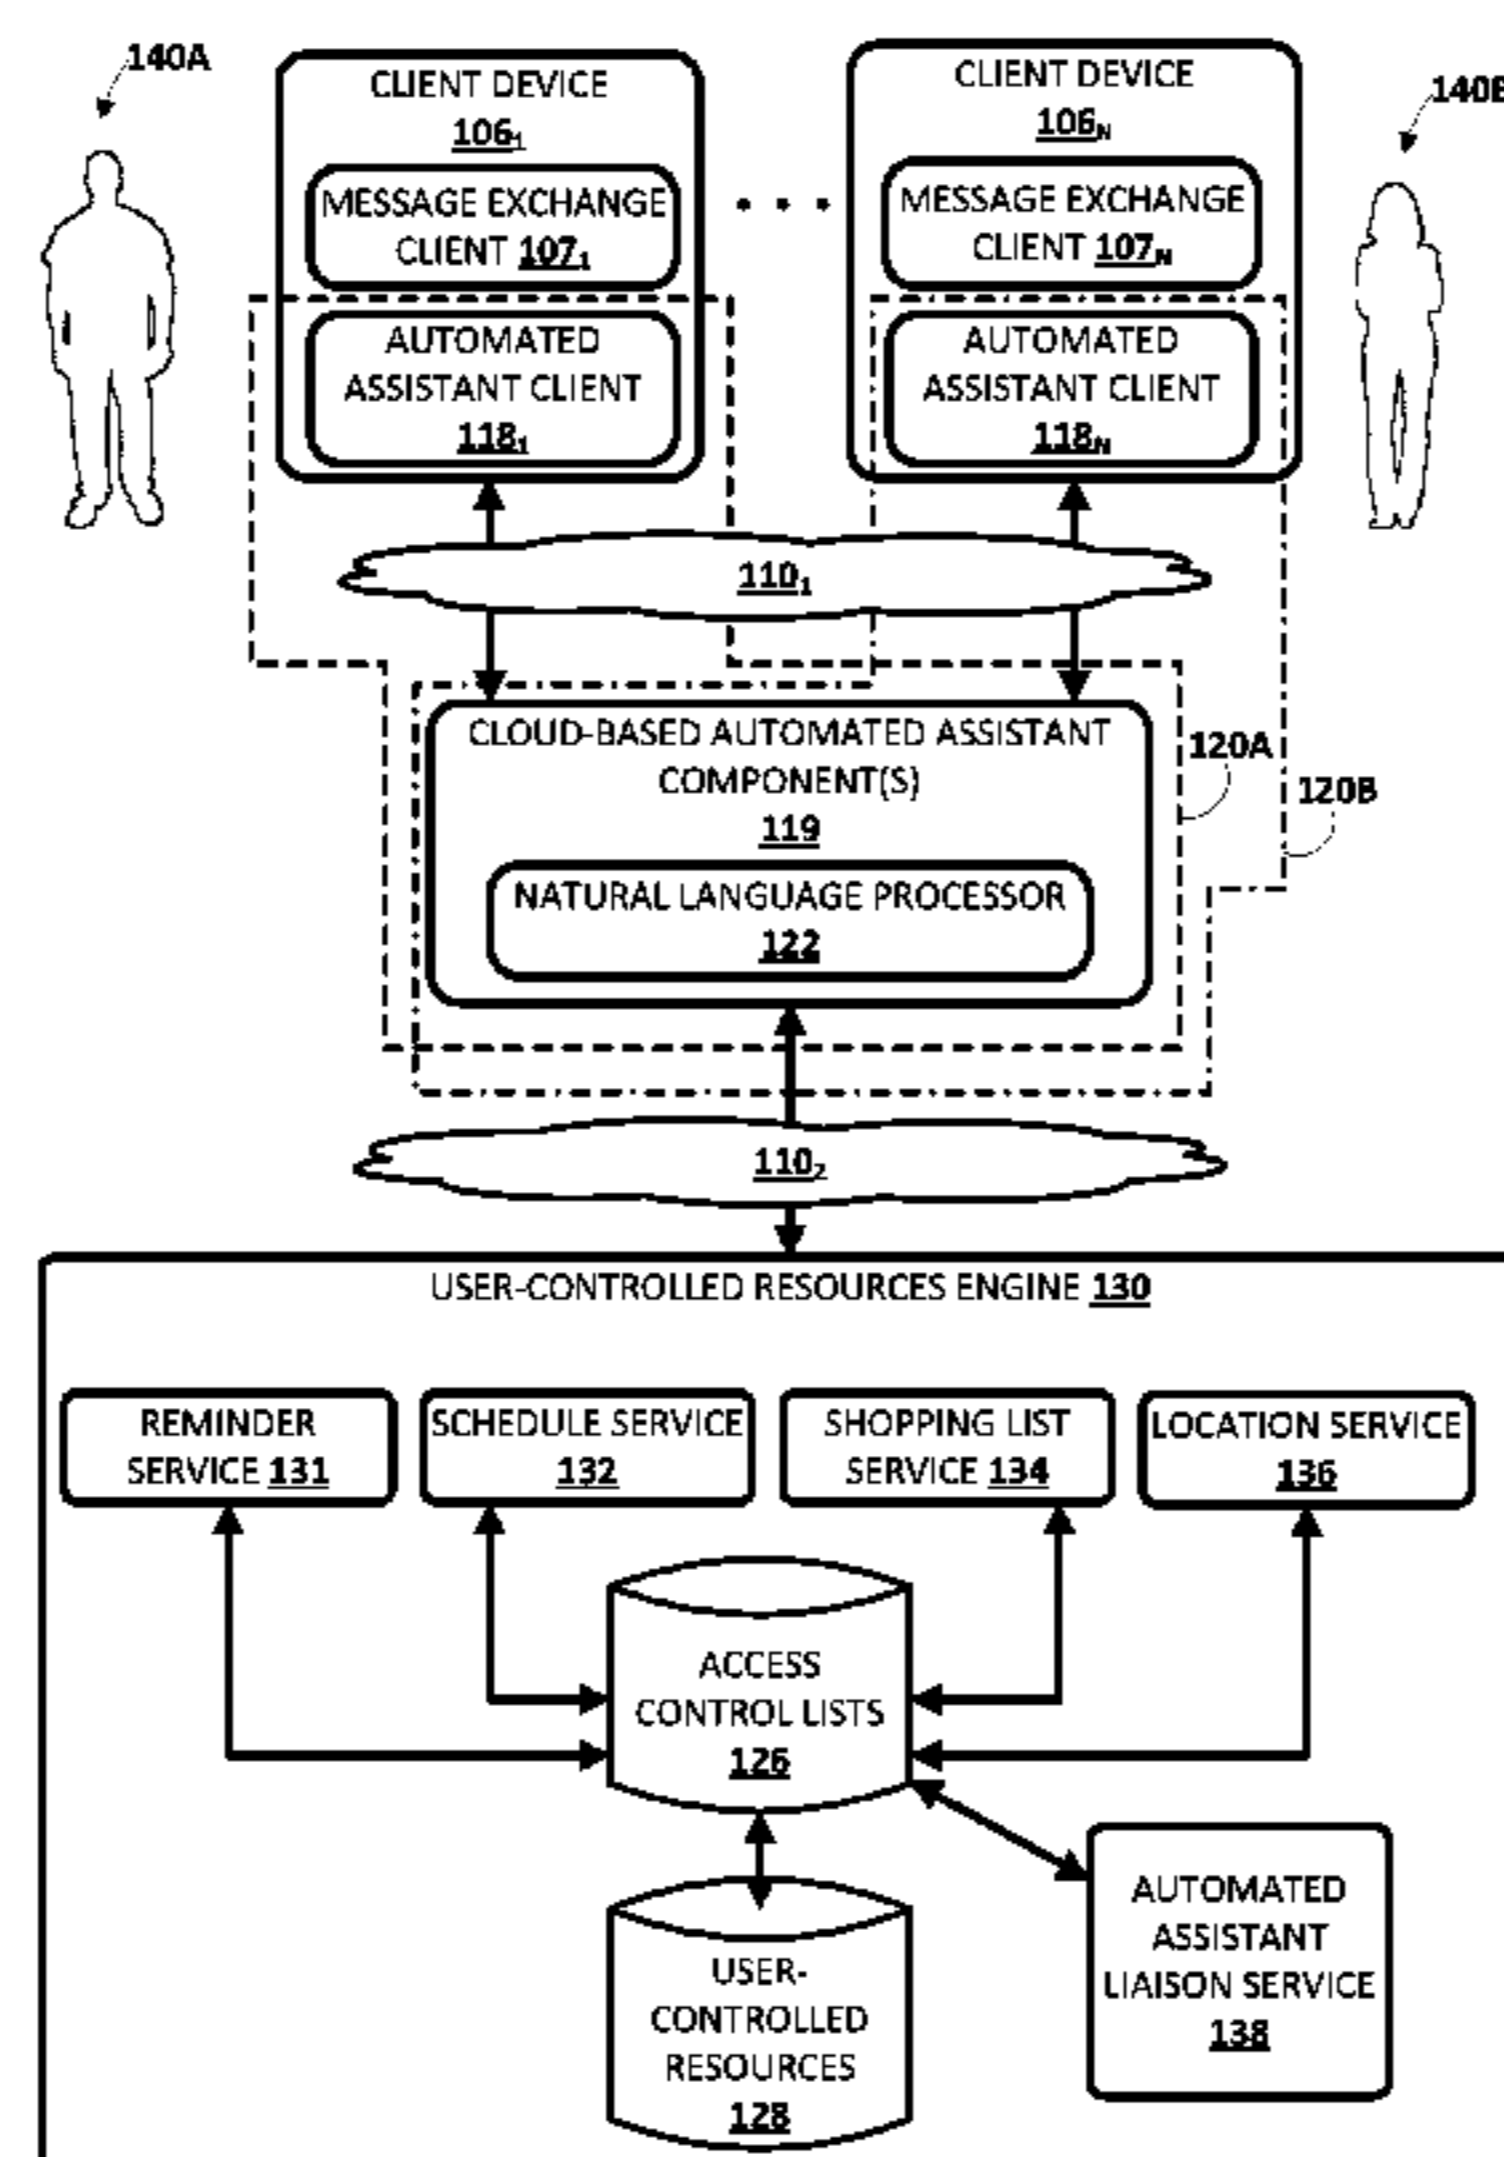 140A
CLIENT DEVICE
106₁
MESSAGE EXCHANGE
CLIENT 107₁
AUTOMATED
ASSISTANT CLIENT
118₁
. . .
CLIENT DEVICE
106N
MESSAGE EXCHANGE
CLIENT 107N
AUTOMATED
ASSISTANT CLIENT
118N
140B
110₁
CLOUD-BASED AUTOMATED ASSISTANT
COMPONENT(S)
119
NATURAL LANGUAGE PROCESSOR
122
120A
120B
110₂
USER-CONTROLLED RESOURCES ENGINE 130
REMINDER
SERVICE 131
SCHEDULE SERVICE
132
SHOPPING LIST
SERVICE 134
LOCATION SERVICE
136
ACCESS
CONTROL LISTS
126
USER-
CONTROLLED
RESOURCES
128
AUTOMATED
ASSISTANT
LIAISON SERVICE
138